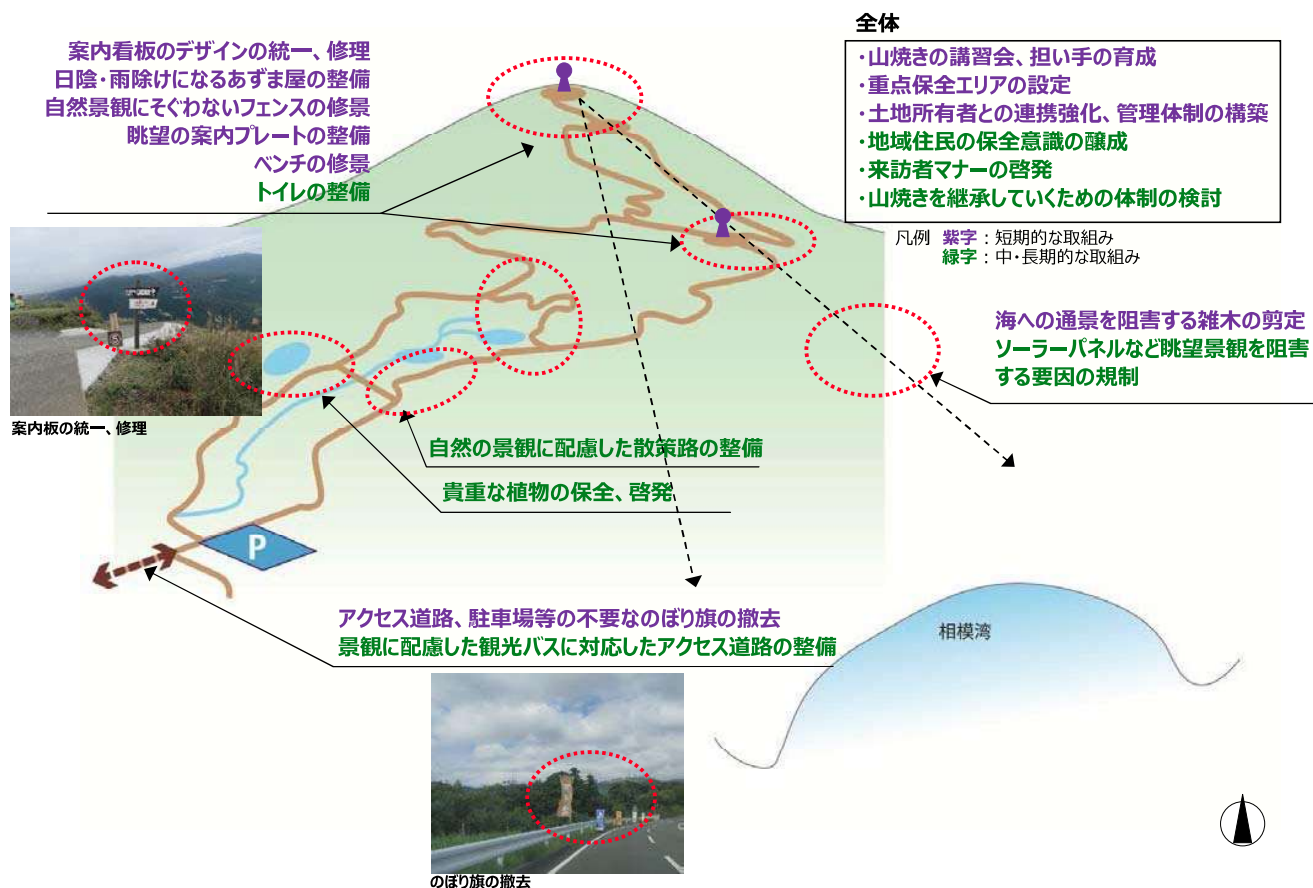 案内看板のデザインの統一、修理
日陰・雨除けになるあずま屋の整備
自然景観にそぐわないフェンスの修景
眺望の案内プレートの整備
ベンチの修景
トイレの整備
全体
・山焼きの講習会、担い手の育成
・重点保全エリアの設定
・土地所有者との連携強化、管理体制の構築
・地域住民の保全意識の醸成
・来訪者マナーの啓発
・山焼きを継承していくための体制の検討
凡例 紫字：短期的な取組み
緑字：中・長期的な取組み
海への通景を阻害する雑木の剪定
ソーラーパネルなど眺望景観を阻害
する要因の規制
案内板の統一、修理
自然の景観に配慮した散策路の整備
貴重な植物の保全、啓発
P
アクセス道路、駐車場等の不要なのぼり旗の撤去
景観に配慮した観光バスに対応したアクセス道路の整備
相模湾
のぼり旗の撤去